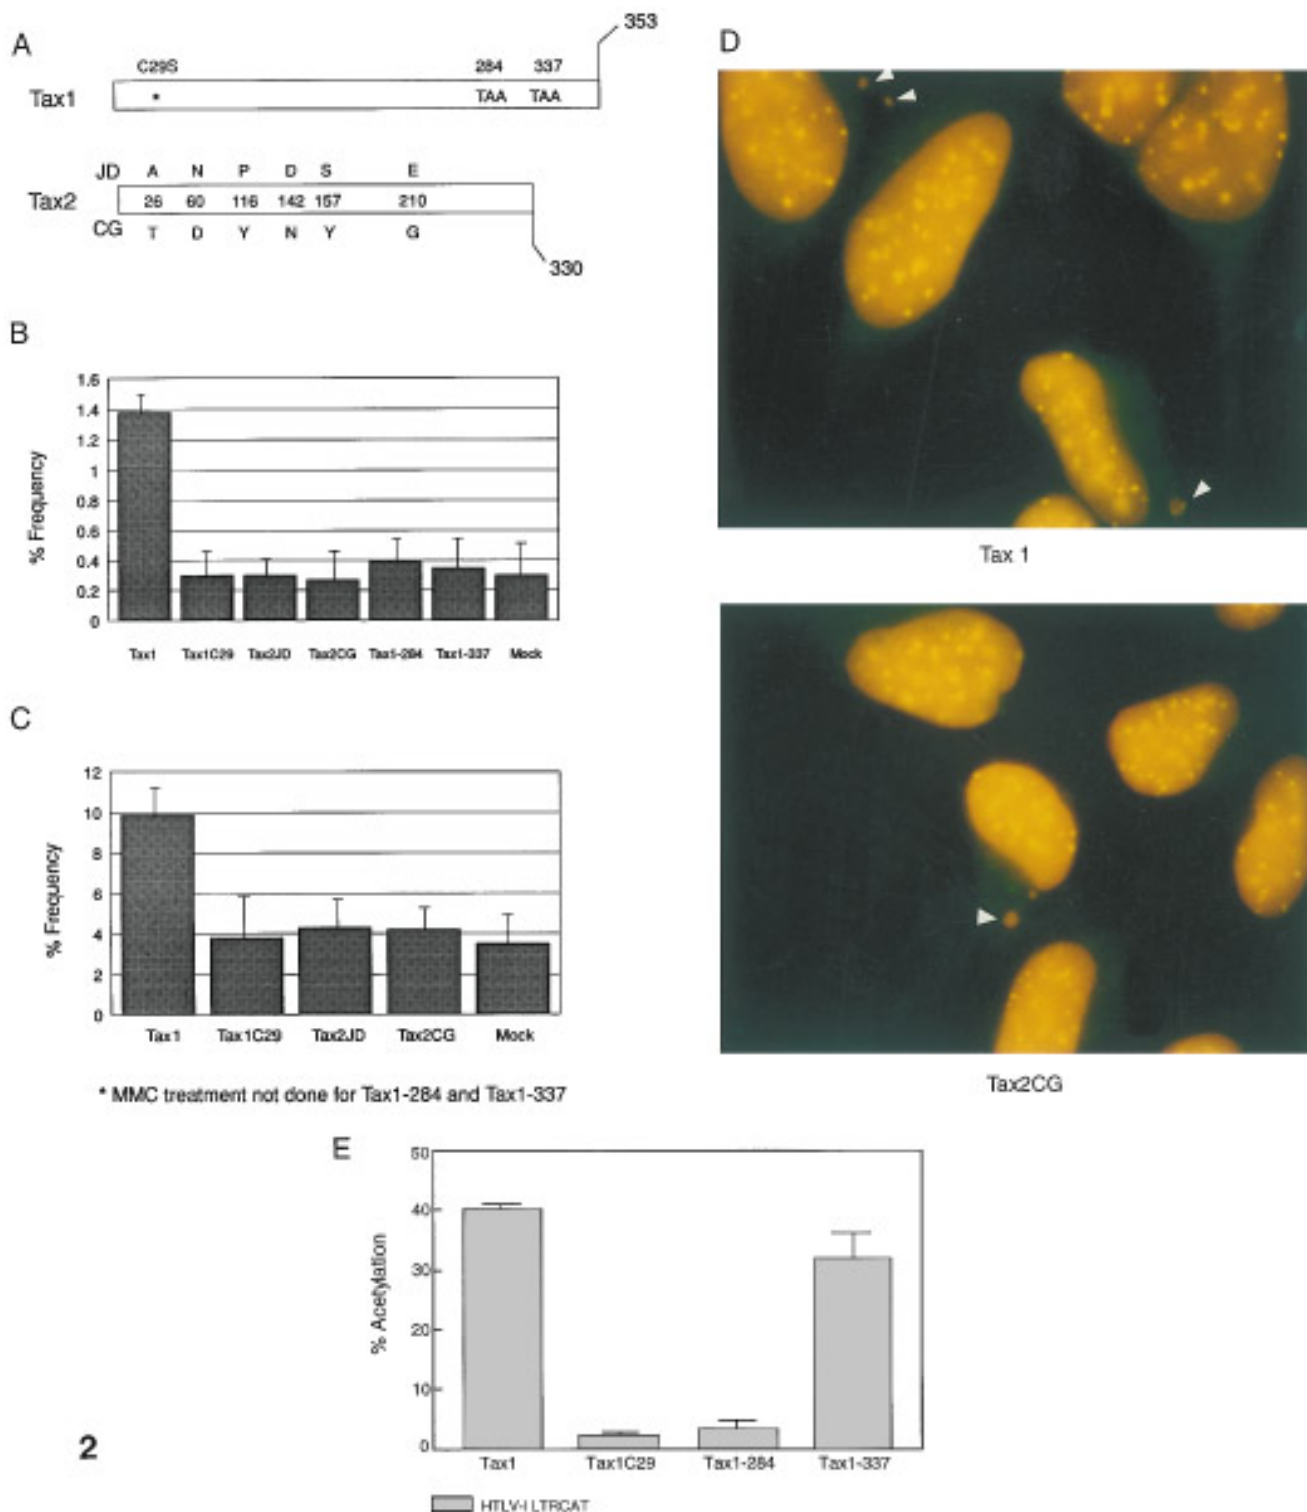 A
353
C29S 284 337
Tax1 * TAA TAA
JD A N P D S E
Tax2 26 60 116 142 157 210
CG T D Y N Y G
330
B
1.6
1.4
1.2
1
0.8
0.6
0.4
0.2
0
% Frequency
Tax1 Tax1C29 Tax2JD Tax2CG Tax1-284 Tax1-337 Mock
C
12
10
8
6
4
2
0
% Frequency
Tax1 Tax1C29 Tax2JD Tax2CG Mock
* MMC treatment not done for Tax1-284 and Tax1-337
D
Tax 1
Tax2CG
E
50
40
30
20
10
0
% Acetylation
Tax1 Tax1C29 Tax1-284 Tax1-337
HTLV-I LTRCAT
2